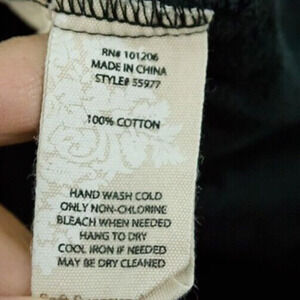 RN# 101206
MADE IN CHINA
STYLE# 55977
100% COTTON
HAND WASH COLD
ONLY NON-CHLORINE
BLEACH WHEN NEEDED
HANG TO DRY
COOL IRON IF NEEDED
MAY BE DRY CLEANED